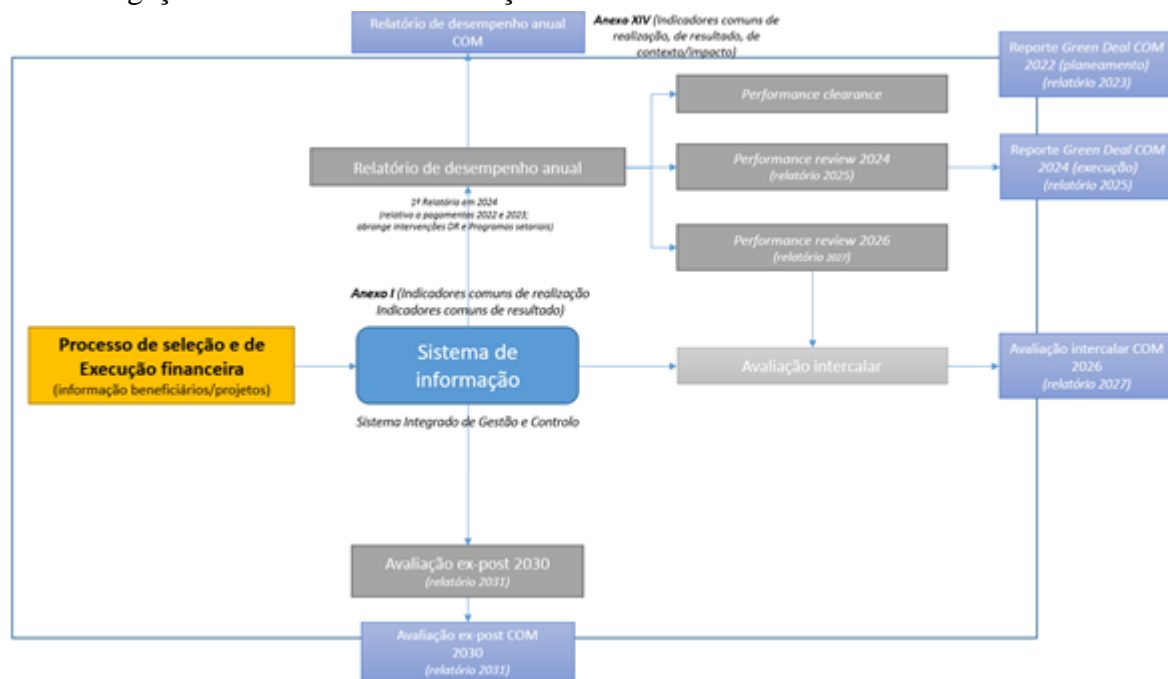 Relatório de desempenho anual
COM
Anexo XIV (Indicadores comuns de
realização, de resultado, de
contexto/impacto)
Reporte Green Deal COM
2022 (planeamento)
(relatório 2023)
Performance clearance
Relatório de desempenho anual
Performance review 2024
(relatório 2025)
Reporte Green Deal COM
2024 (execução)
(relatório 2025)
1º Relatório em 2024
(relativo a pagamentos 2022 e 2023;
abrange intervenções DR e Programas setoriais)
Performance review 2026
(relatório 2027)
Anexo I (Indicadores comuns de realização
Indicadores comuns de resultado)
Processo de seleção e de
Execução financeira
(informação beneficiários/projetos)
Sistema de
informação
Avaliação intercalar
Avaliação intercalar COM
2026
(relatório 2027)
Sistema Integrado de Gestão e Controlo
Avaliação ex-post 2030
(relatório 2031)
Avaliação ex-post COM
2030
(relatório 2031)